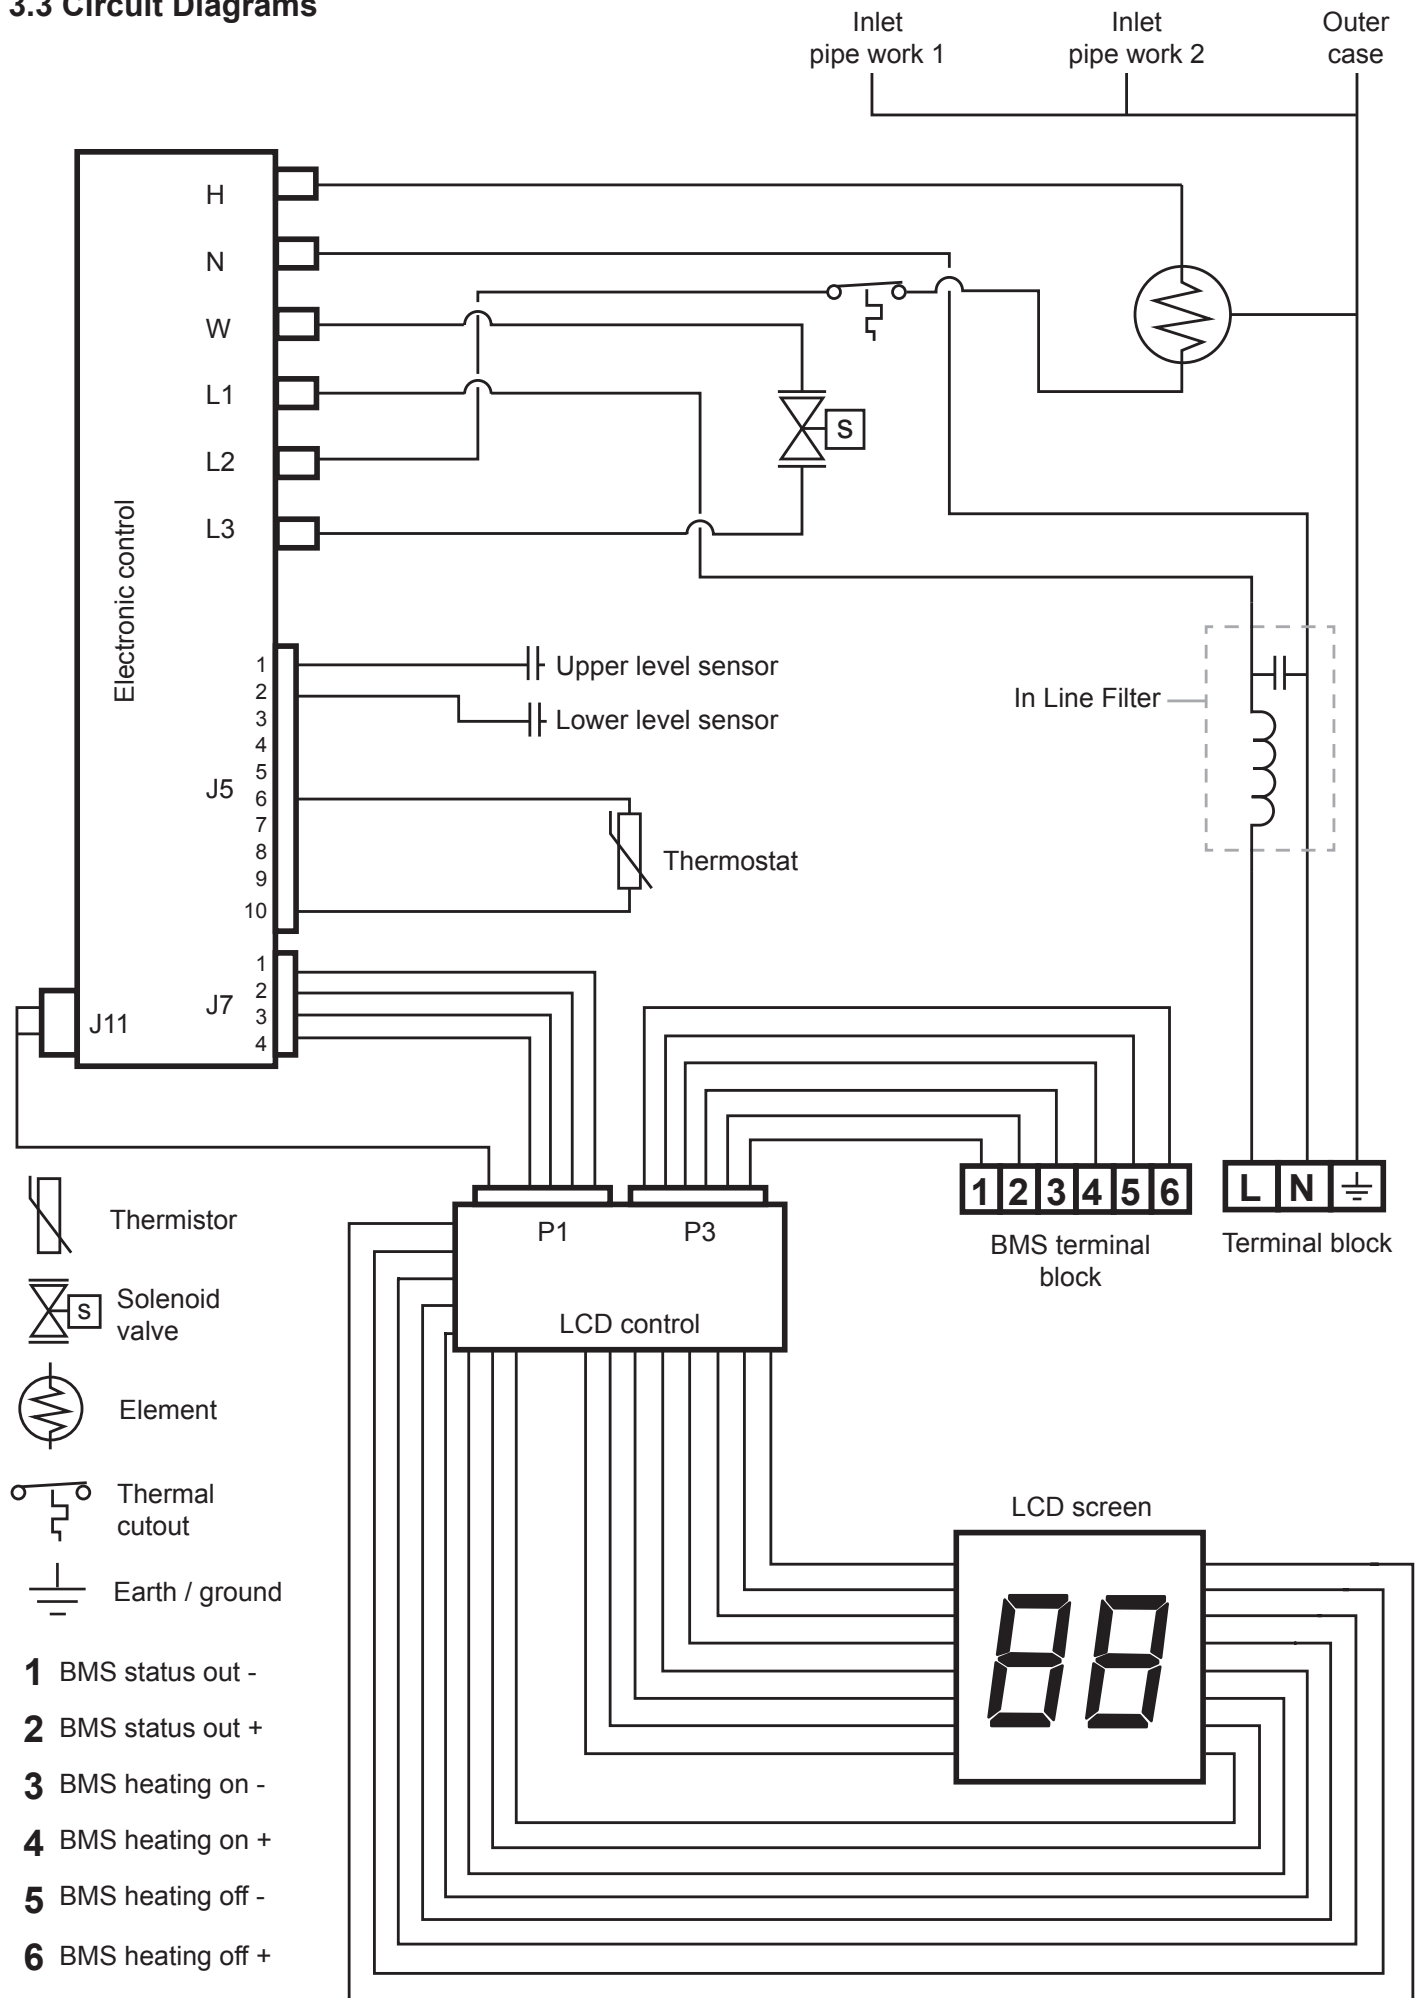 3.3 Circuit Diagrams
Inlet
pipe work 1
Inlet
pipe work 2
Outer
case
H
N
W
L1
L2
L3
S
Electronic control
1
2
3
4
5
6
7
8
9
10
J5
Upper level sensor
Lower level sensor
Thermostat
In Line Filter
1
2
3
4
J7
J11
P1
P3
LCD control
1 2 3 4 5 6
BMS terminal
block
L N
Terminal block
Thermistor
S
Solenoid
valve
Element
Thermal
cutout
Earth / ground
LCD screen
88
1 BMS status out -
2 BMS status out +
3 BMS heating on -
4 BMS heating on +
5 BMS heating off -
6 BMS heating off +